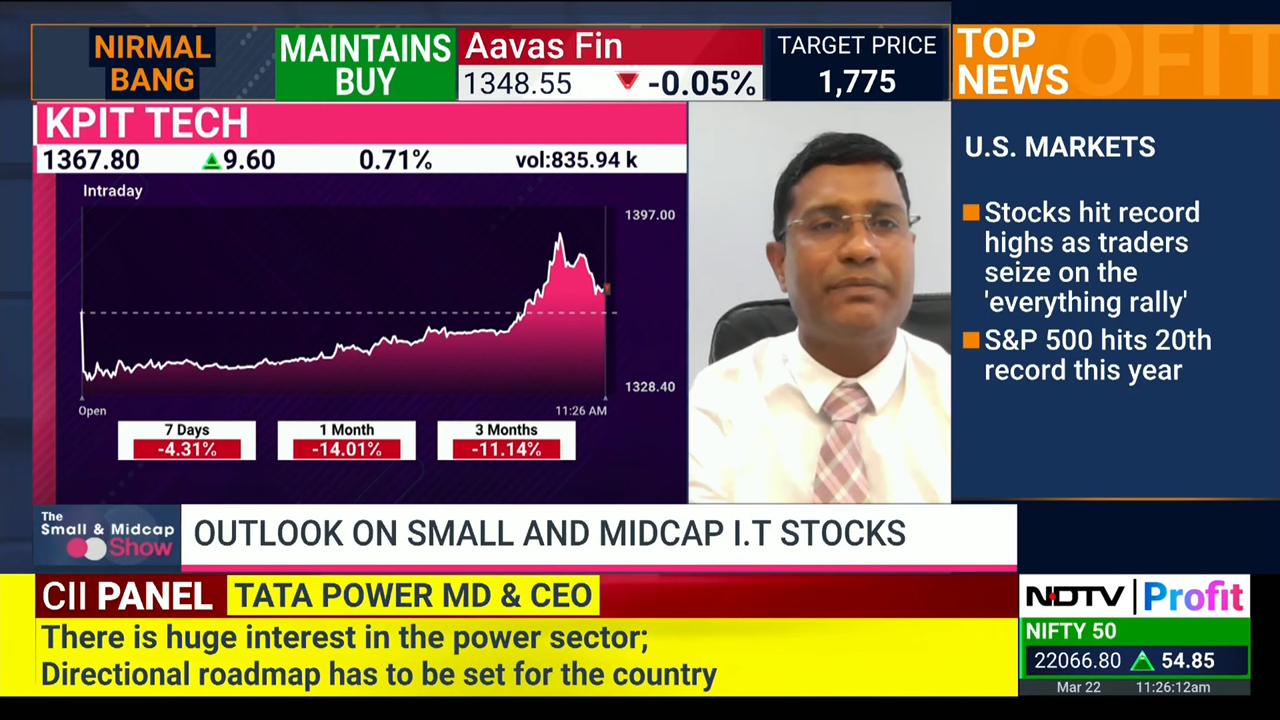 NIRMAL
BANG
MAINTAINS
BUY
Aavas Fin
1348.55 ▼ -0.05%
TARGET PRICE
1,775
TOP
NEWS
KPIT TECH
1367.80 ▲9.60 0.71% vol:835.94 k
Intraday
1397.00
1328.40
Open
11:26 AM
7 Days
-4.31%
1 Month
-14.01%
3 Months
-11.14%
U.S. MARKETS
Stocks hit record
highs as traders
seize on the
'everything rally'
S&P 500 hits 20th
record this year
The
Small & Midcap
Show
OUTLOOK ON SMALL AND MIDCAP I.T STOCKS
CII PANEL TATA POWER MD & CEO
There is huge interest in the power sector;
Directional roadmap has to be set for the country
NDTV Profit
NIFTY 50
22066.80 ▲ 54.85
Mar 22 11:26:12am